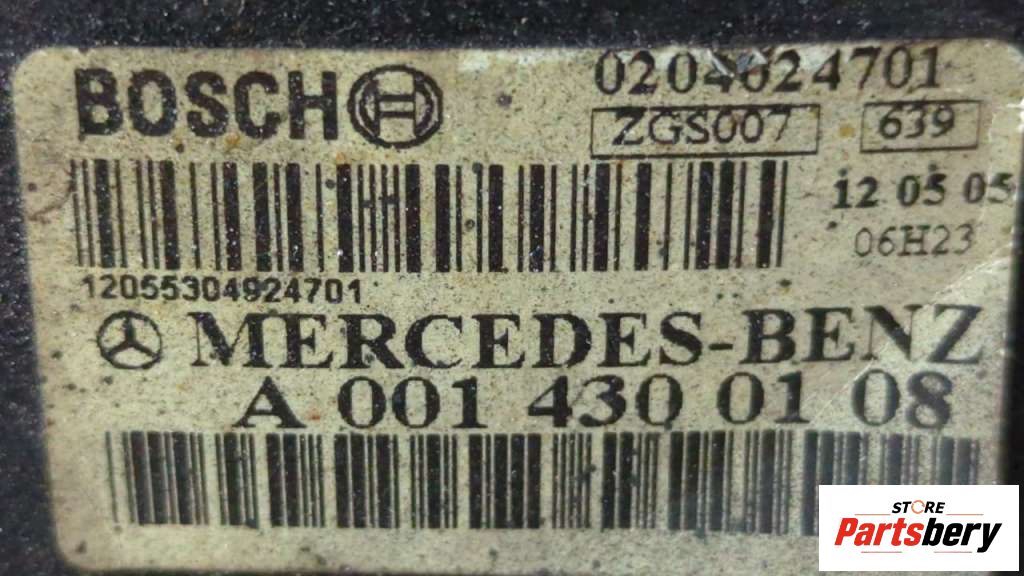 BOSCH
0204024701
ZGS007 639
12 05 05
06H23
12055304924701
MERCEDES-BENZ
A 001 430 01 08
STORE
Partsbery